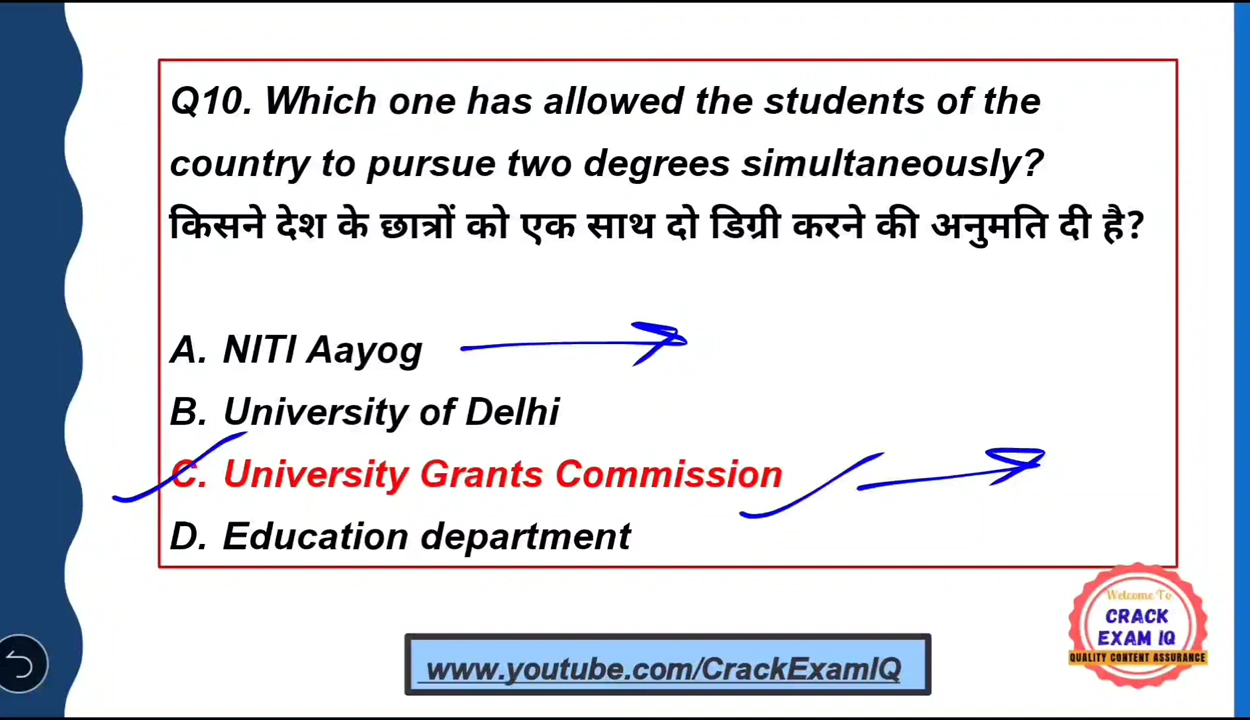 Q10. Which one has allowed the students of the
country to pursue two degrees simultaneously?
किसने देश के छात्रों को एक साथ दो डिग्री करने की अनुमति दी है?
A. NITI Aayog
B. University of Delhi
C. University Grants Commission
D. Education department
Welcome To
CRACK
EXAM IQ
QUALITY CONTENT ASSURANCE
www.youtube.com/CrackExamIQ